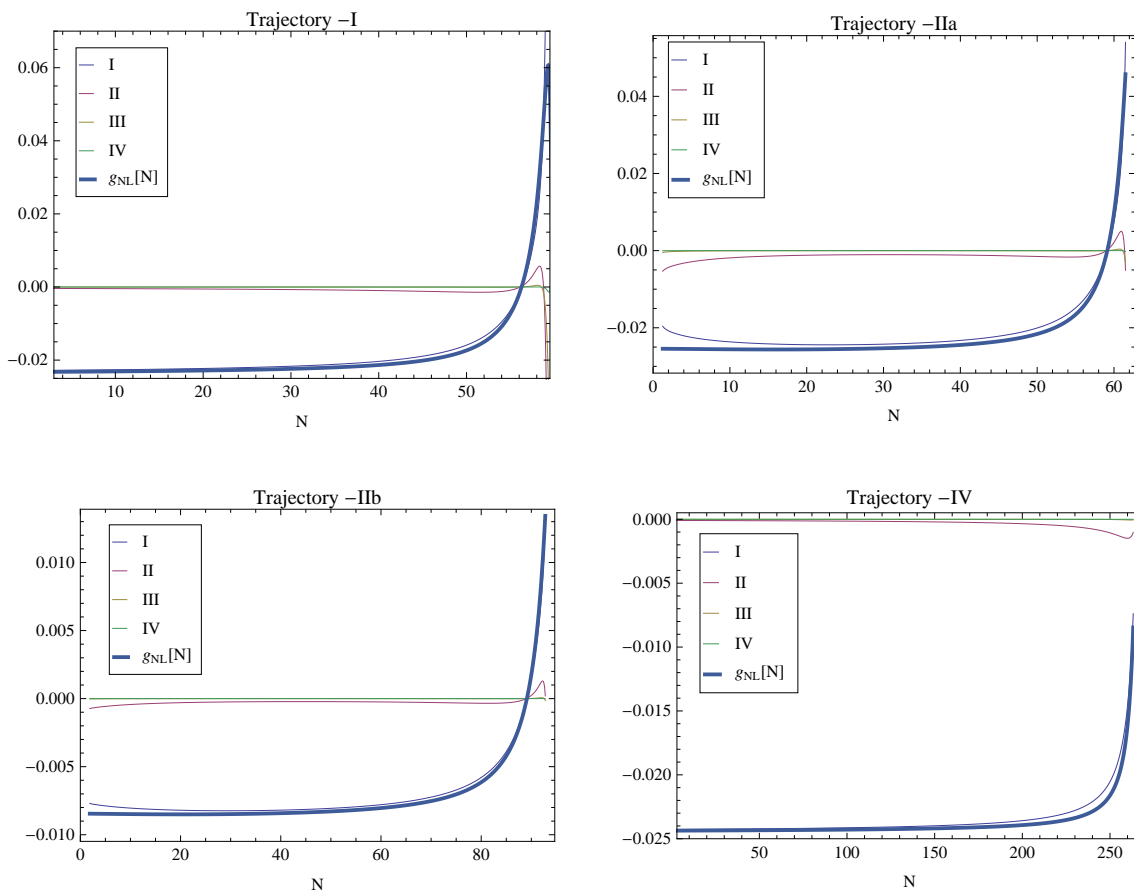 Trajectory −I
I
II
III
IV
gNL[N]
0.06
0.04
0.02
0.00
−0.02
10 20 30 40 50
N
Trajectory −IIa
I
II
III
IV
gNL[N]
0.04
0.02
0.00
−0.02
0 10 20 30 40 50 60
N
Trajectory −IIb
I
II
III
IV
gNL[N]
0.010
0.005
0.000
−0.005
−0.010
0 20 40 60 80
N
Trajectory −IV
I
II
III
IV
gNL[N]
0.000
−0.005
−0.010
−0.015
−0.020
−0.025
50 100 150 200 250
N